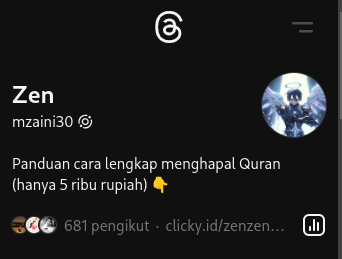 Zen
mzaini30
Panduan cara lengkap menghapal Quran
(hanya 5 ribu rupiah) 👇
681 pengikut · clicky.id/zenzen...